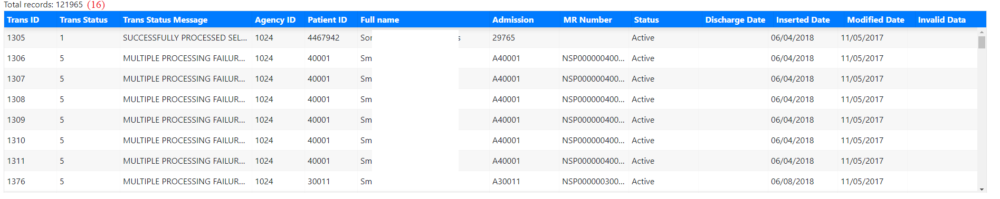 Total records: 121965 (16)
Trans ID Trans Status Trans Status Message Agency ID Patient ID Full name Admission MR Number Status Discharge Date Inserted Date Modified Date Invalid Data
1305 1 SUCCESSFULLY PROCESSED SEL... 1024 4467942 Sor s 29765 Active 06/04/2018 11/05/2017
1306 5 MULTIPLE PROCESSING FAILUR... 1024 40001 Sm A40001 NSP000000400... Active 06/04/2018 11/05/2017
1307 5 MULTIPLE PROCESSING FAILUR... 1024 40001 Sm A40001 NSP000000400... Active 06/04/2018 11/05/2017
1308 5 MULTIPLE PROCESSING FAILUR... 1024 40001 Sm A40001 NSP000000400... Active 06/04/2018 11/05/2017
1309 5 MULTIPLE PROCESSING FAILUR... 1024 40001 Sm A40001 NSP000000400... Active 06/04/2018 11/05/2017
1310 5 MULTIPLE PROCESSING FAILUR... 1024 40001 Sm A40001 NSP000000400... Active 06/04/2018 11/05/2017
1311 5 MULTIPLE PROCESSING FAILUR... 1024 40001 Sm A40001 NSP000000400... Active 06/04/2018 11/05/2017
1376 5 MULTIPLE PROCESSING FAILUR... 1024 30011 Sm A30011 NSP000000300... Active 06/08/2018 11/05/2017